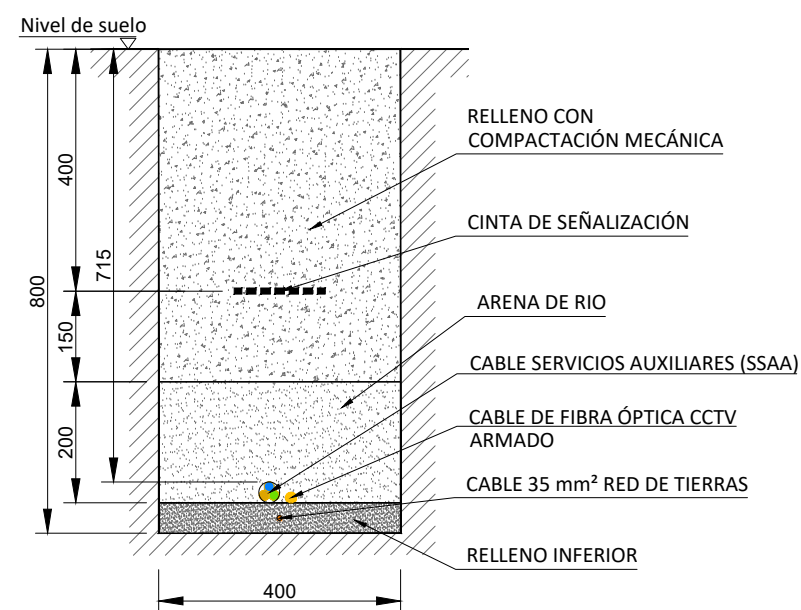 Nivel de suelo
RELLENO CON
COMPACTACIÓN MECÁNICA
400
CINTA DE SEÑALIZACIÓN
715
800
ARENA DE RIO
150
CABLE SERVICIOS AUXILIARES (SSAA)
CABLE DE FIBRA ÓPTICA CCTV
ARMADO
200
CABLE 35 mm² RED DE TIERRAS
RELLENO INFERIOR
400